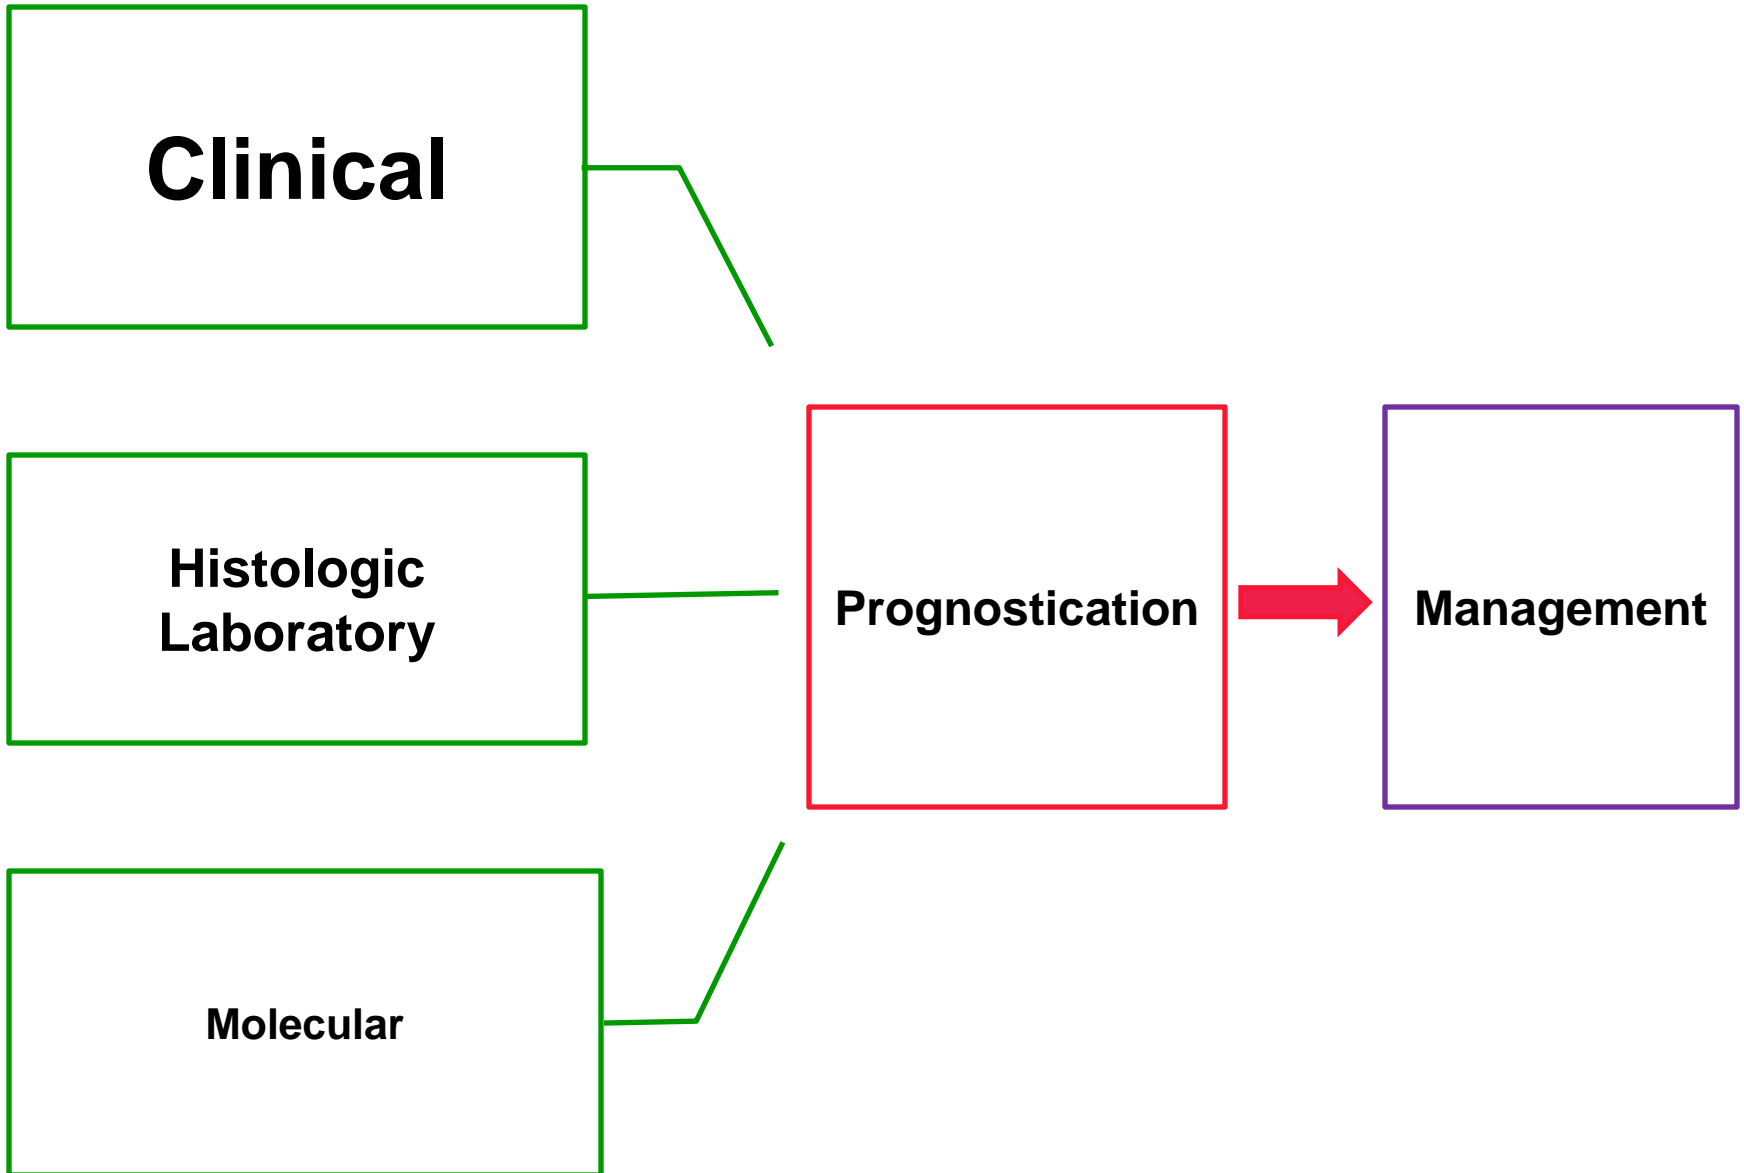 Clinical
Histologic
Laboratory
Prognostication
Management
Molecular